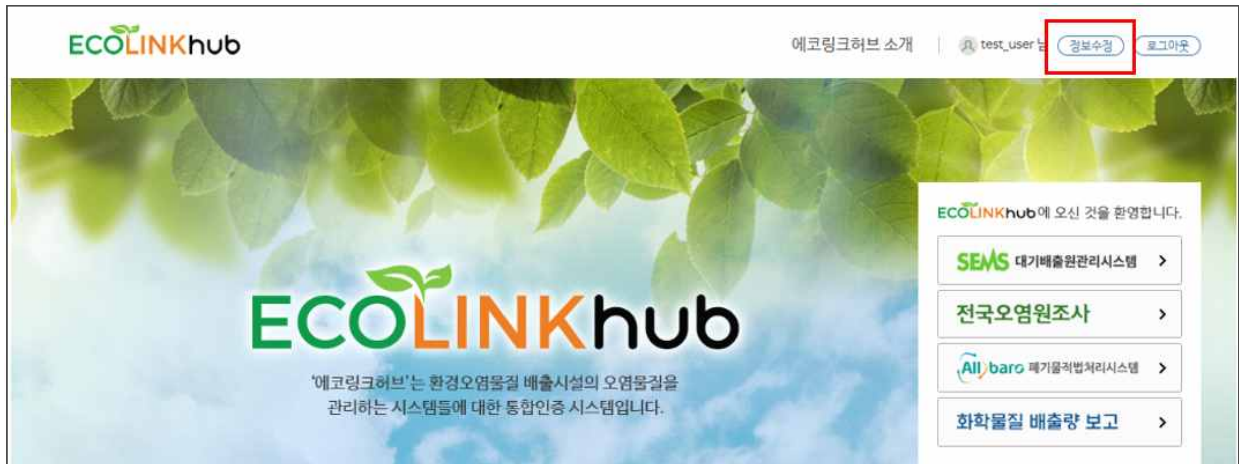 ECOLINKhub
에코링크허브 소개
test_user 님
정보수정
로그아웃
ECOLINKhub에 오신 것을 환영합니다.
SEMS 대기배출원관리시스템
전국오염원조사
Allbaro 폐기물적법처리시스템
화학물질 배출량 보고
ECOLINKhub
'에코링크허브'는 환경오염물질 배출시설의 오염물질을
관리하는 시스템들에 대한 통합인증 시스템입니다.